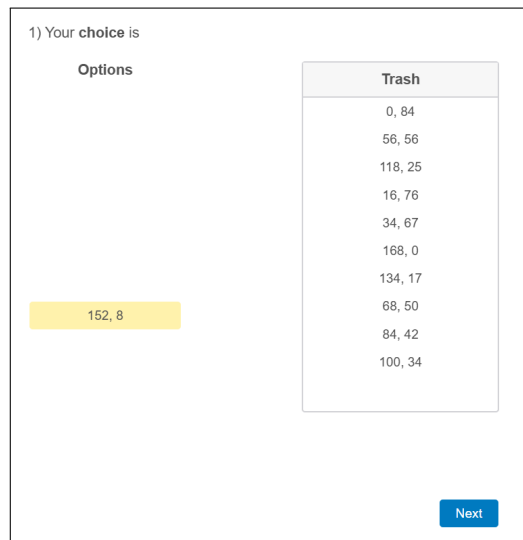 1) Your choice is
Options
Trash
0, 84
56, 56
118, 25
16, 76
34, 67
168, 0
134, 17
68, 50
84, 42
100, 34
152, 8
Next